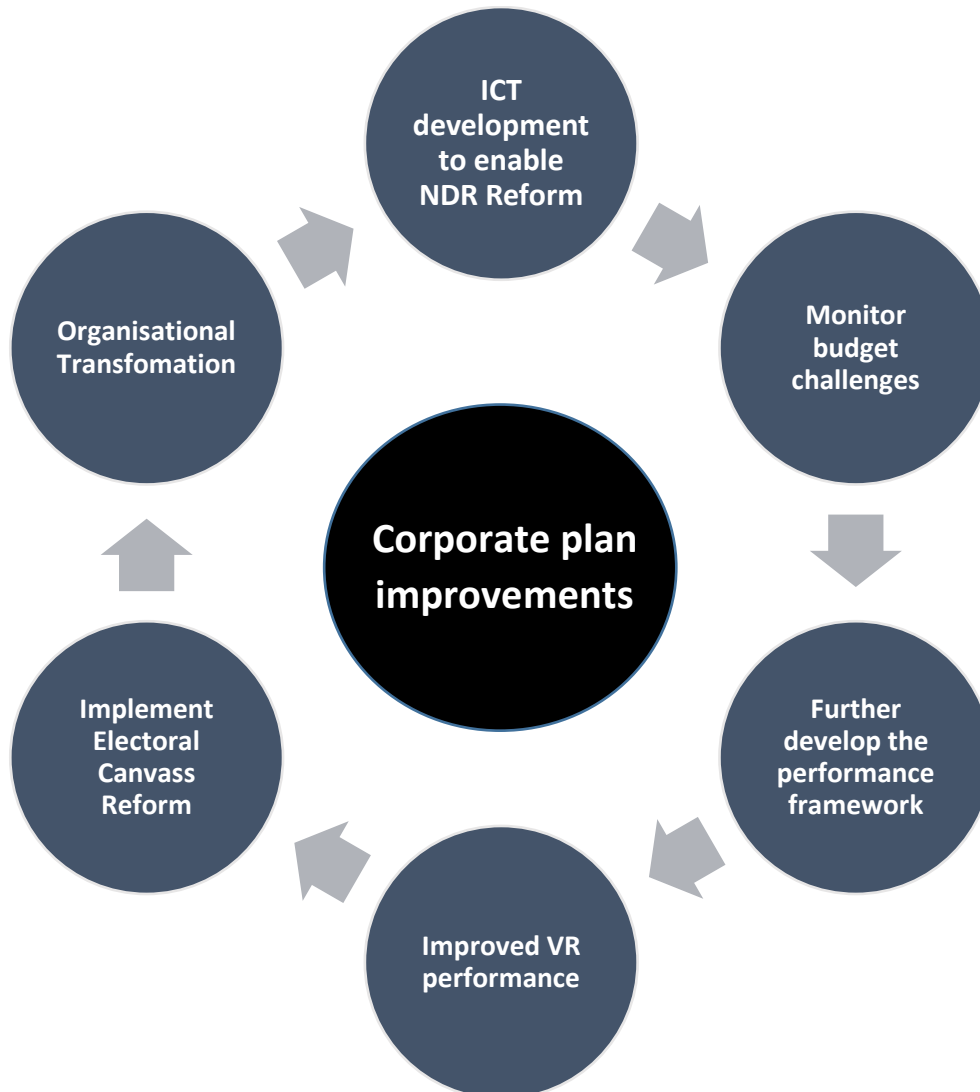 ICT
development
to enable
NDR Reform
Monitor
budget
challenges
Further
develop the
performance
framework
Improved VR
performance
Implement
Electoral
Canvass
Reform
Organisational
Transfomation
Corporate plan
improvements